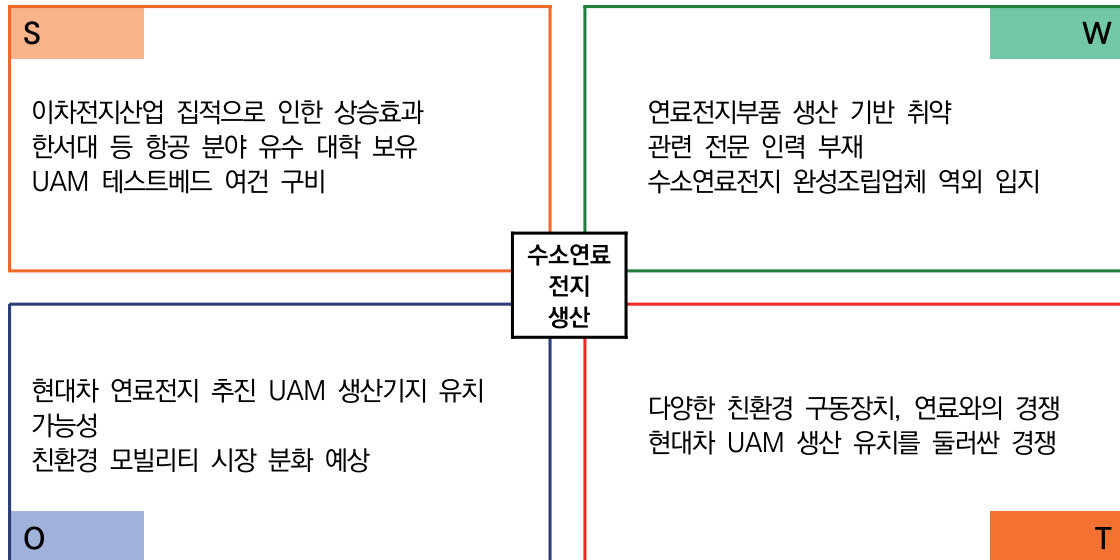 S
이차전지산업 집적으로 인한 상승효과
한서대 등 항공 분야 유수 대학 보유
UAM 테스트베드 여건 구비
W
연료전지부품 생산 기반 취약
관련 전문 인력 부재
수소연료전지 완성조립업체 역외 입지
수소연료
전지
생산
현대차 연료전지 추진 UAM 생산기지 유치
가능성
친환경 모빌리티 시장 분화 예상
O
다양한 친환경 구동장치, 연료와의 경쟁
현대차 UAM 생산 유치를 둘러싼 경쟁
T